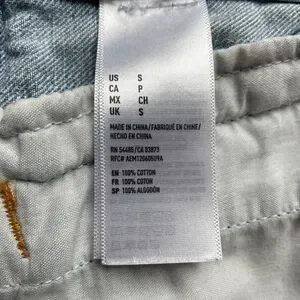 US S
CA P
MX CH
UK S
MADE IN CHINA/FABRIQUÉ EN CHINE/
HECHO EN CHINA
RN 54485/CA 03873
RFC# AEM12060509A
EN 100% COTTON
FR 100% COTON
SP 100% ALGODÓN